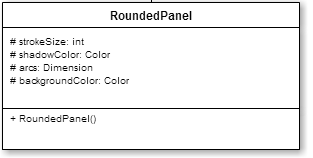 RoundedPanel
# strokeSize: int
# shadowColor: Color
# arcs: Dimension
# backgroundColor: Color
+ RoundedPanel()